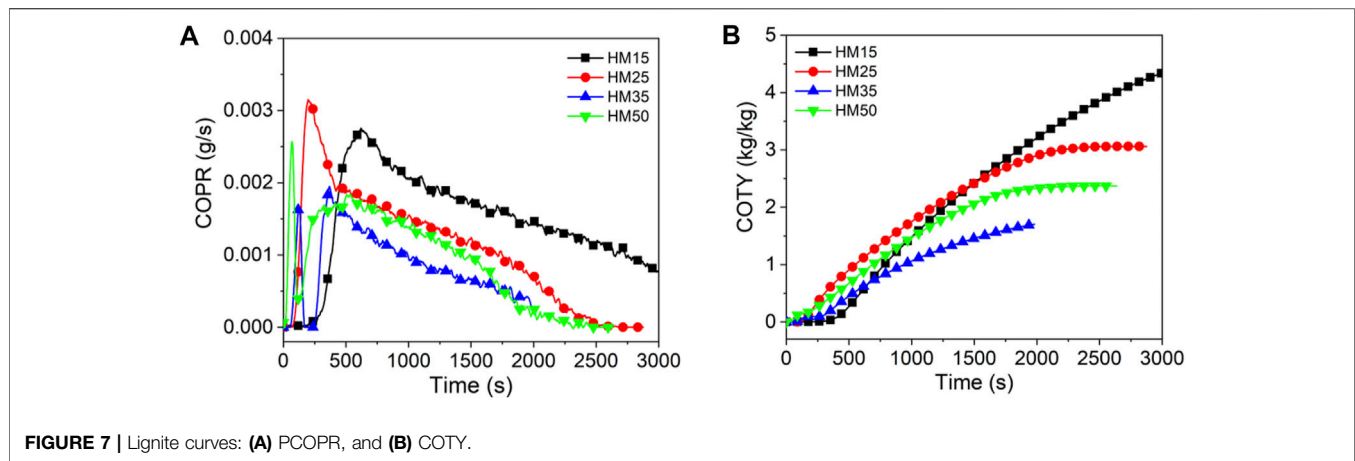 A
COPR (g/s)
0.004
0.003
0.002
0.001
0.000
HM15
HM25
HM35
HM50
0 500 1000 1500 2000 2500 3000
Time (s)
B
COTY (kg/kg)
5
4
3
2
1
0
HM15
HM25
HM35
HM50
0 500 1000 1500 2000 2500 3000
Time (s)
FIGURE 7 | Lignite curves: (A) PCOPR, and (B) COTY.